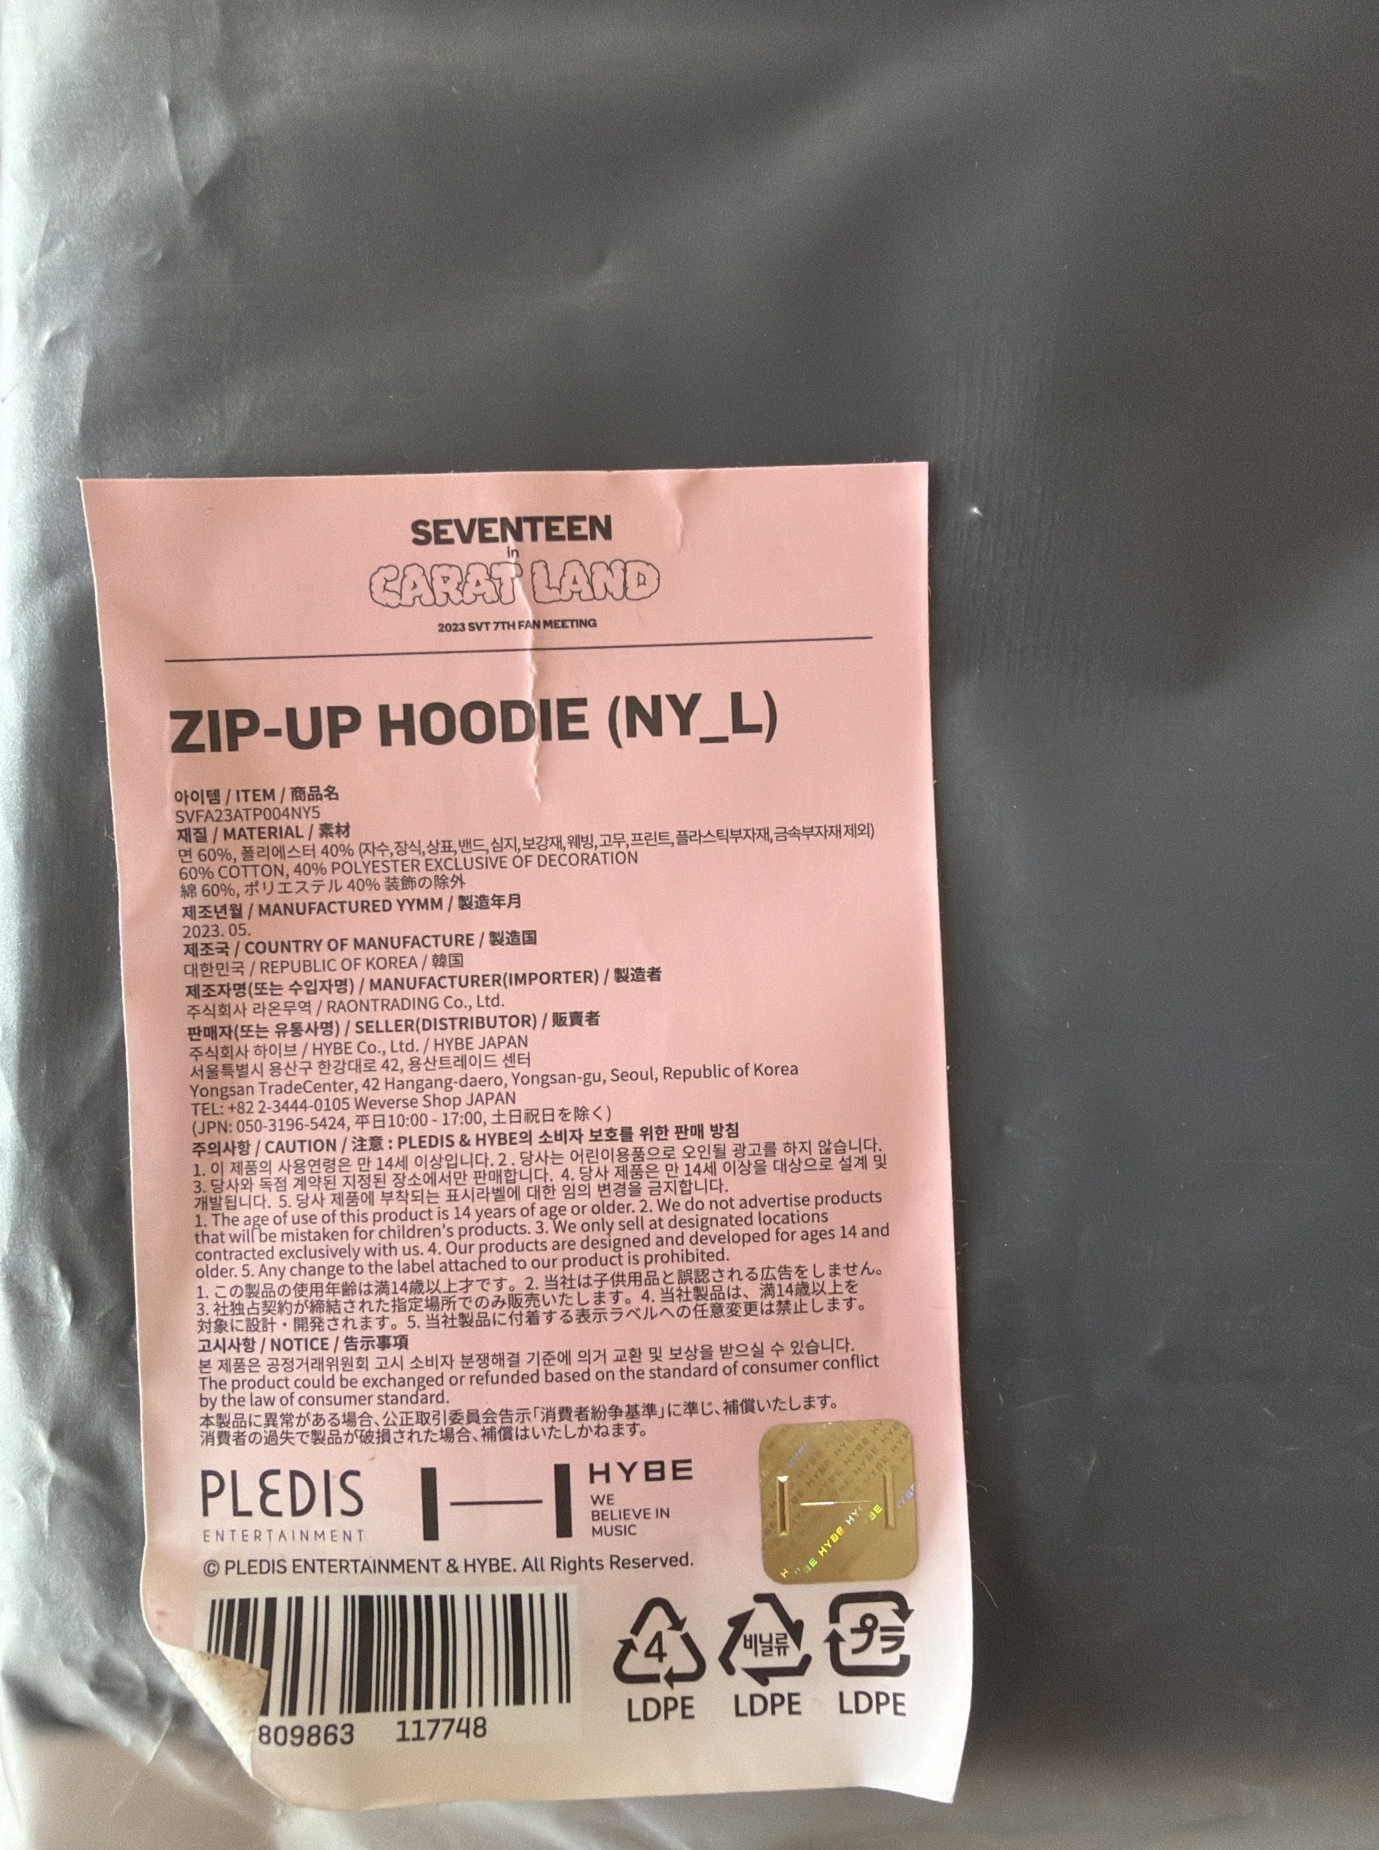 SEVENTEEN
in
CARAT LAND
2023 SVT 7TH FAN MEETING
ZIP-UP HOODIE (NY_L)
아이템 / ITEM / 商品名
SVFA23ATP004NY5
재질 / MATERIAL / 素材
면 60%, 폴리에스터 40% (자수,장식,상표,밴드,심지,보강재,웨빙,고무,프린트,플라스틱부자재,금속부자재 제외)
60% COTTON, 40% POLYESTER EXCLUSIVE OF DECORATION
綿 60%, ポリエステル 40% 装飾の除外
제조년월 / MANUFACTURED YYMM / 製造年月
2023. 05.
제조국 / COUNTRY OF MANUFACTURE / 製造国
대한민국 / REPUBLIC OF KOREA / 韓国
제조자명(또는 수입자명) / MANUFACTURER(IMPORTER) / 製造者
주식회사 라온무역 / RAONTRADING Co., Ltd.
판매자(또는 유통사명) / SELLER(DISTRIBUTOR) / 販賣者
주식회사 하이브 / HYBE Co., Ltd. / HYBE JAPAN
서울특별시 용산구 한강대로 42, 용산트레이드 센터
Yongsan TradeCenter, 42 Hangang-daero, Yongsan-gu, Seoul, Republic of Korea
TEL: +82 2-3444-0105 Weverse Shop JAPAN
(JPN: 050-3196-5424, 平日10:00 - 17:00, 土日祝日を除く)
주의사항 / CAUTION / 注意 : PLEDIS & HYBE의 소비자 보호를 위한 판매 방침
1. 이 제품의 사용연령은 만 14세 이상입니다. 2 . 당사는 어린이용품으로 오인될 광고를 하지 않습니다.
3. 당사와 독점 계약된 지정된 장소에서만 판매합니다. 4. 당사 제품은 만 14세 이상을 대상으로 설계 및
개발됩니다. 5. 당사 제품에 부착되는 표시라벨에 대한 임의 변경을 금지합니다.
1. The age of use of this product is 14 years of age or older. 2. We do not advertise products
that will be mistaken for children's products. 3. We only sell at designated locations
contracted exclusively with us. 4. Our products are designed and developed for ages 14 and
older. 5. Any change to the label attached to our product is prohibited.
1. この製品の使用年齢は満14歳以上才です。2. 当社は子供用品と誤認される広告をしません。
3. 社独占契約が締結された指定場所でのみ販売いたします。4. 当社製品は、満14歳以上を
対象に設計・開発されます。5. 当社製品に付着する表示ラベルへの任意変更は禁止します。
고시사항 / NOTICE / 告示事項
본 제품은 공정거래위원회 고시 소비자 분쟁해결 기준에 의거 교환 및 보상을 받으실 수 있습니다.
The product could be exchanged or refunded based on the standard of consumer conflict
by the law of consumer standard.
本製品に異常がある場合、公正取引委員会告示「消費者紛争基準」に準じ、補償いたします。
消費者の過失で製品が破損された場合、補償はいたしかねます。
PLEDIS
ENTERTAINMENT
HYBE
WE
BELIEVE IN
MUSIC
© PLEDIS ENTERTAINMENT & HYBE. All Rights Reserved.
HYBE HYBE
809863 117748
4
LDPE
비닐류
LDPE
プラ
LDPE